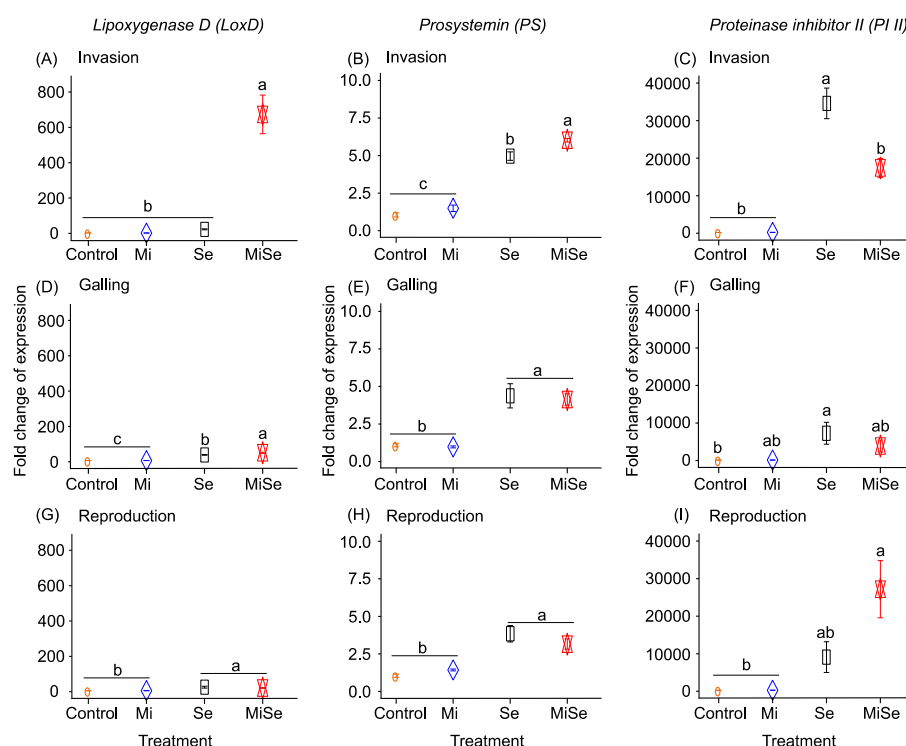 Lipoxygenase D (LoxD)
Prosystemin (PS)
Proteinase inhibitor II (PI II)
(A) Invasion
800
600
400
200
0
a
b
Control Mi Se MiSe
(B) Invasion
10.0
7.5
5.0
2.5
0.0
c
b
a
Control Mi Se MiSe
(C) Invasion
40000
30000
20000
10000
0
b
a
b
Control Mi Se MiSe
Fold change of expression
Fold change of expression
Fold change of expression
(D) Galling
800
600
400
200
0
c
b
a
Control Mi Se MiSe
(E) Galling
10.0
7.5
5.0
2.5
0.0
b
a
Control Mi Se MiSe
(F) Galling
40000
30000
20000
10000
0
b
ab
a
ab
Control Mi Se MiSe
(G) Reproduction
800
600
400
200
0
b
a
Control Mi Se MiSe
Treatment
(H) Reproduction
10.0
7.5
5.0
2.5
0.0
b
a
Control Mi Se MiSe
Treatment
(I) Reproduction
40000
30000
20000
10000
0
b
ab
a
Control Mi Se MiSe
Treatment